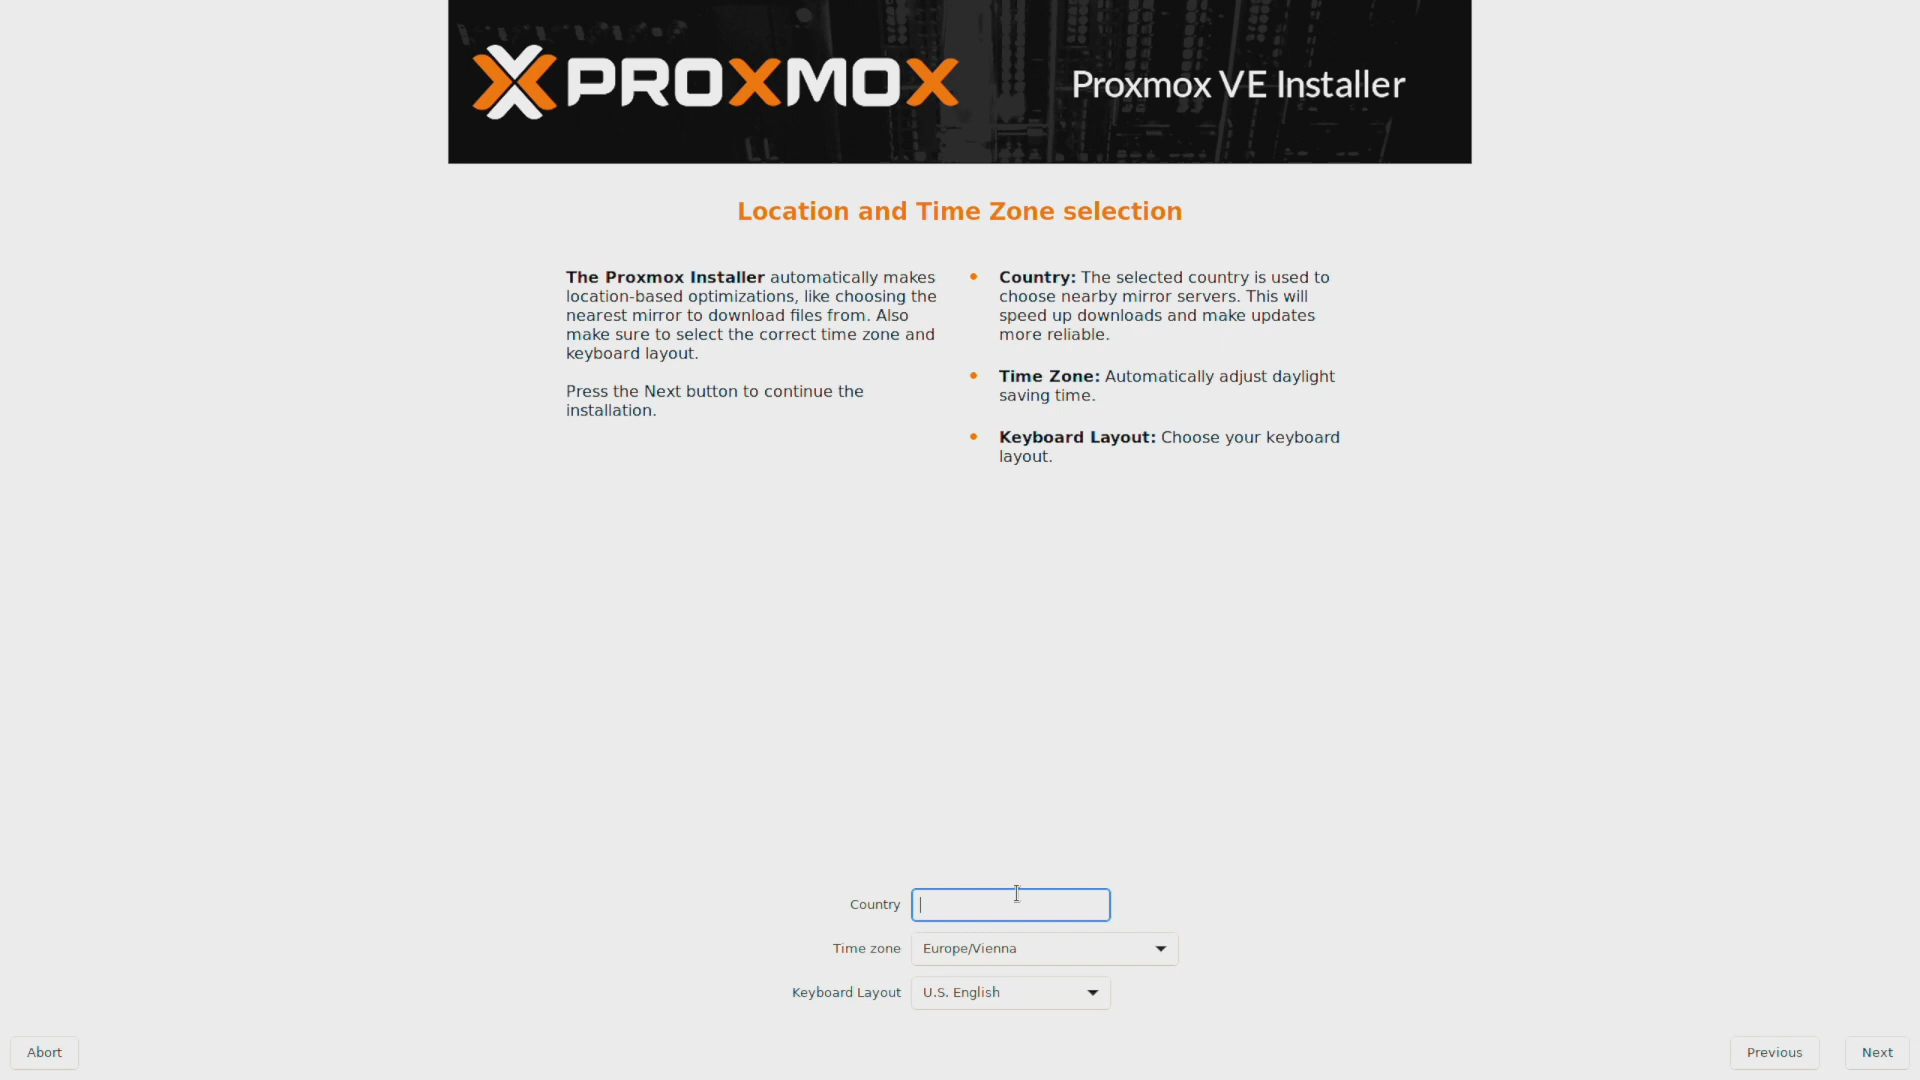 PROXMOX
Proxmox VE Installer
Location and Time Zone selection
The Proxmox Installer automatically makes
location-based optimizations, like choosing the
nearest mirror to download files from. Also
make sure to select the correct time zone and
keyboard layout.
Press the Next button to continue the
installation.
Country: The selected country is used to
choose nearby mirror servers. This will
speed up downloads and make updates
more reliable.
Time Zone: Automatically adjust daylight
saving time.
Keyboard Layout: Choose your keyboard
layout.
Country
Time zone Europe/Vienna
Keyboard Layout U.S. English
Abort Previous Next